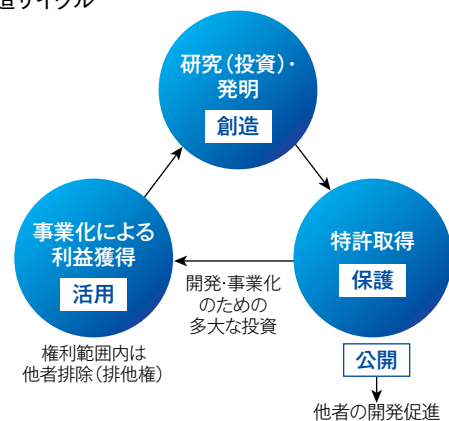 造サイクル
研究（投資）・
発明
創造
事業化による
利益獲得
活用
特許取得
保護
開発・事業化
のための
多大な投資
権利範囲内は
他者排除（排他権）
公開
他者の開発促進